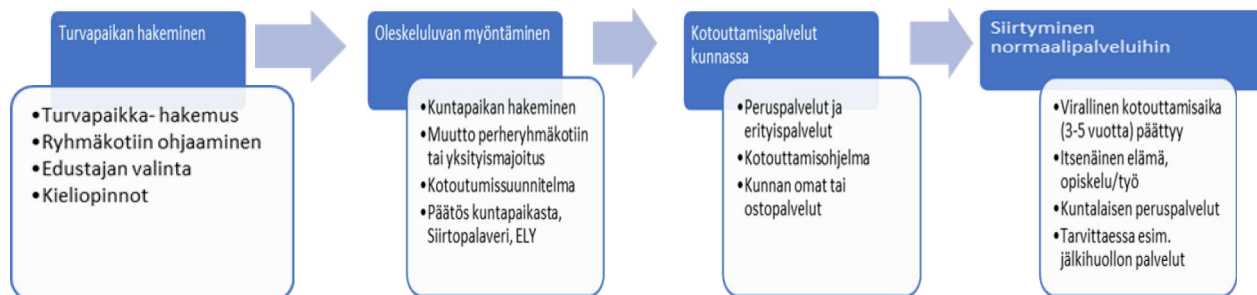 Turvapaikan hakeminen
•Turvapaikka- hakemus
•Ryhmäkotiin ohjaaminen
•Edustajan valinta
•Kieliopinnot
Oleskeluluvan myöntäminen
•Kuntapaikan hakeminen
•Muutto perheryhmäkotiin
tai yksityismajoitus
•Kotoutumissuunnitelma
•Päätös kuntapaikasta,
Siirtopalaveri, ELY
Kotouttamispalvelut
kunnassa
•Peruspalvelut ja
erityispalvelut
•Kotouttamisohjelma
•Kunnan omat tai
ostopalvelut
Siirtyminen
normaalipalveluihin
•Virallinen kotouttamisaika
(3-5 vuotta) päättyy
•Itsenäinen elämä,
opiskelu/työ
•Kuntalaisen peruspalvelut
•Tarvittaessa esim.
jälkihuollon palvelut